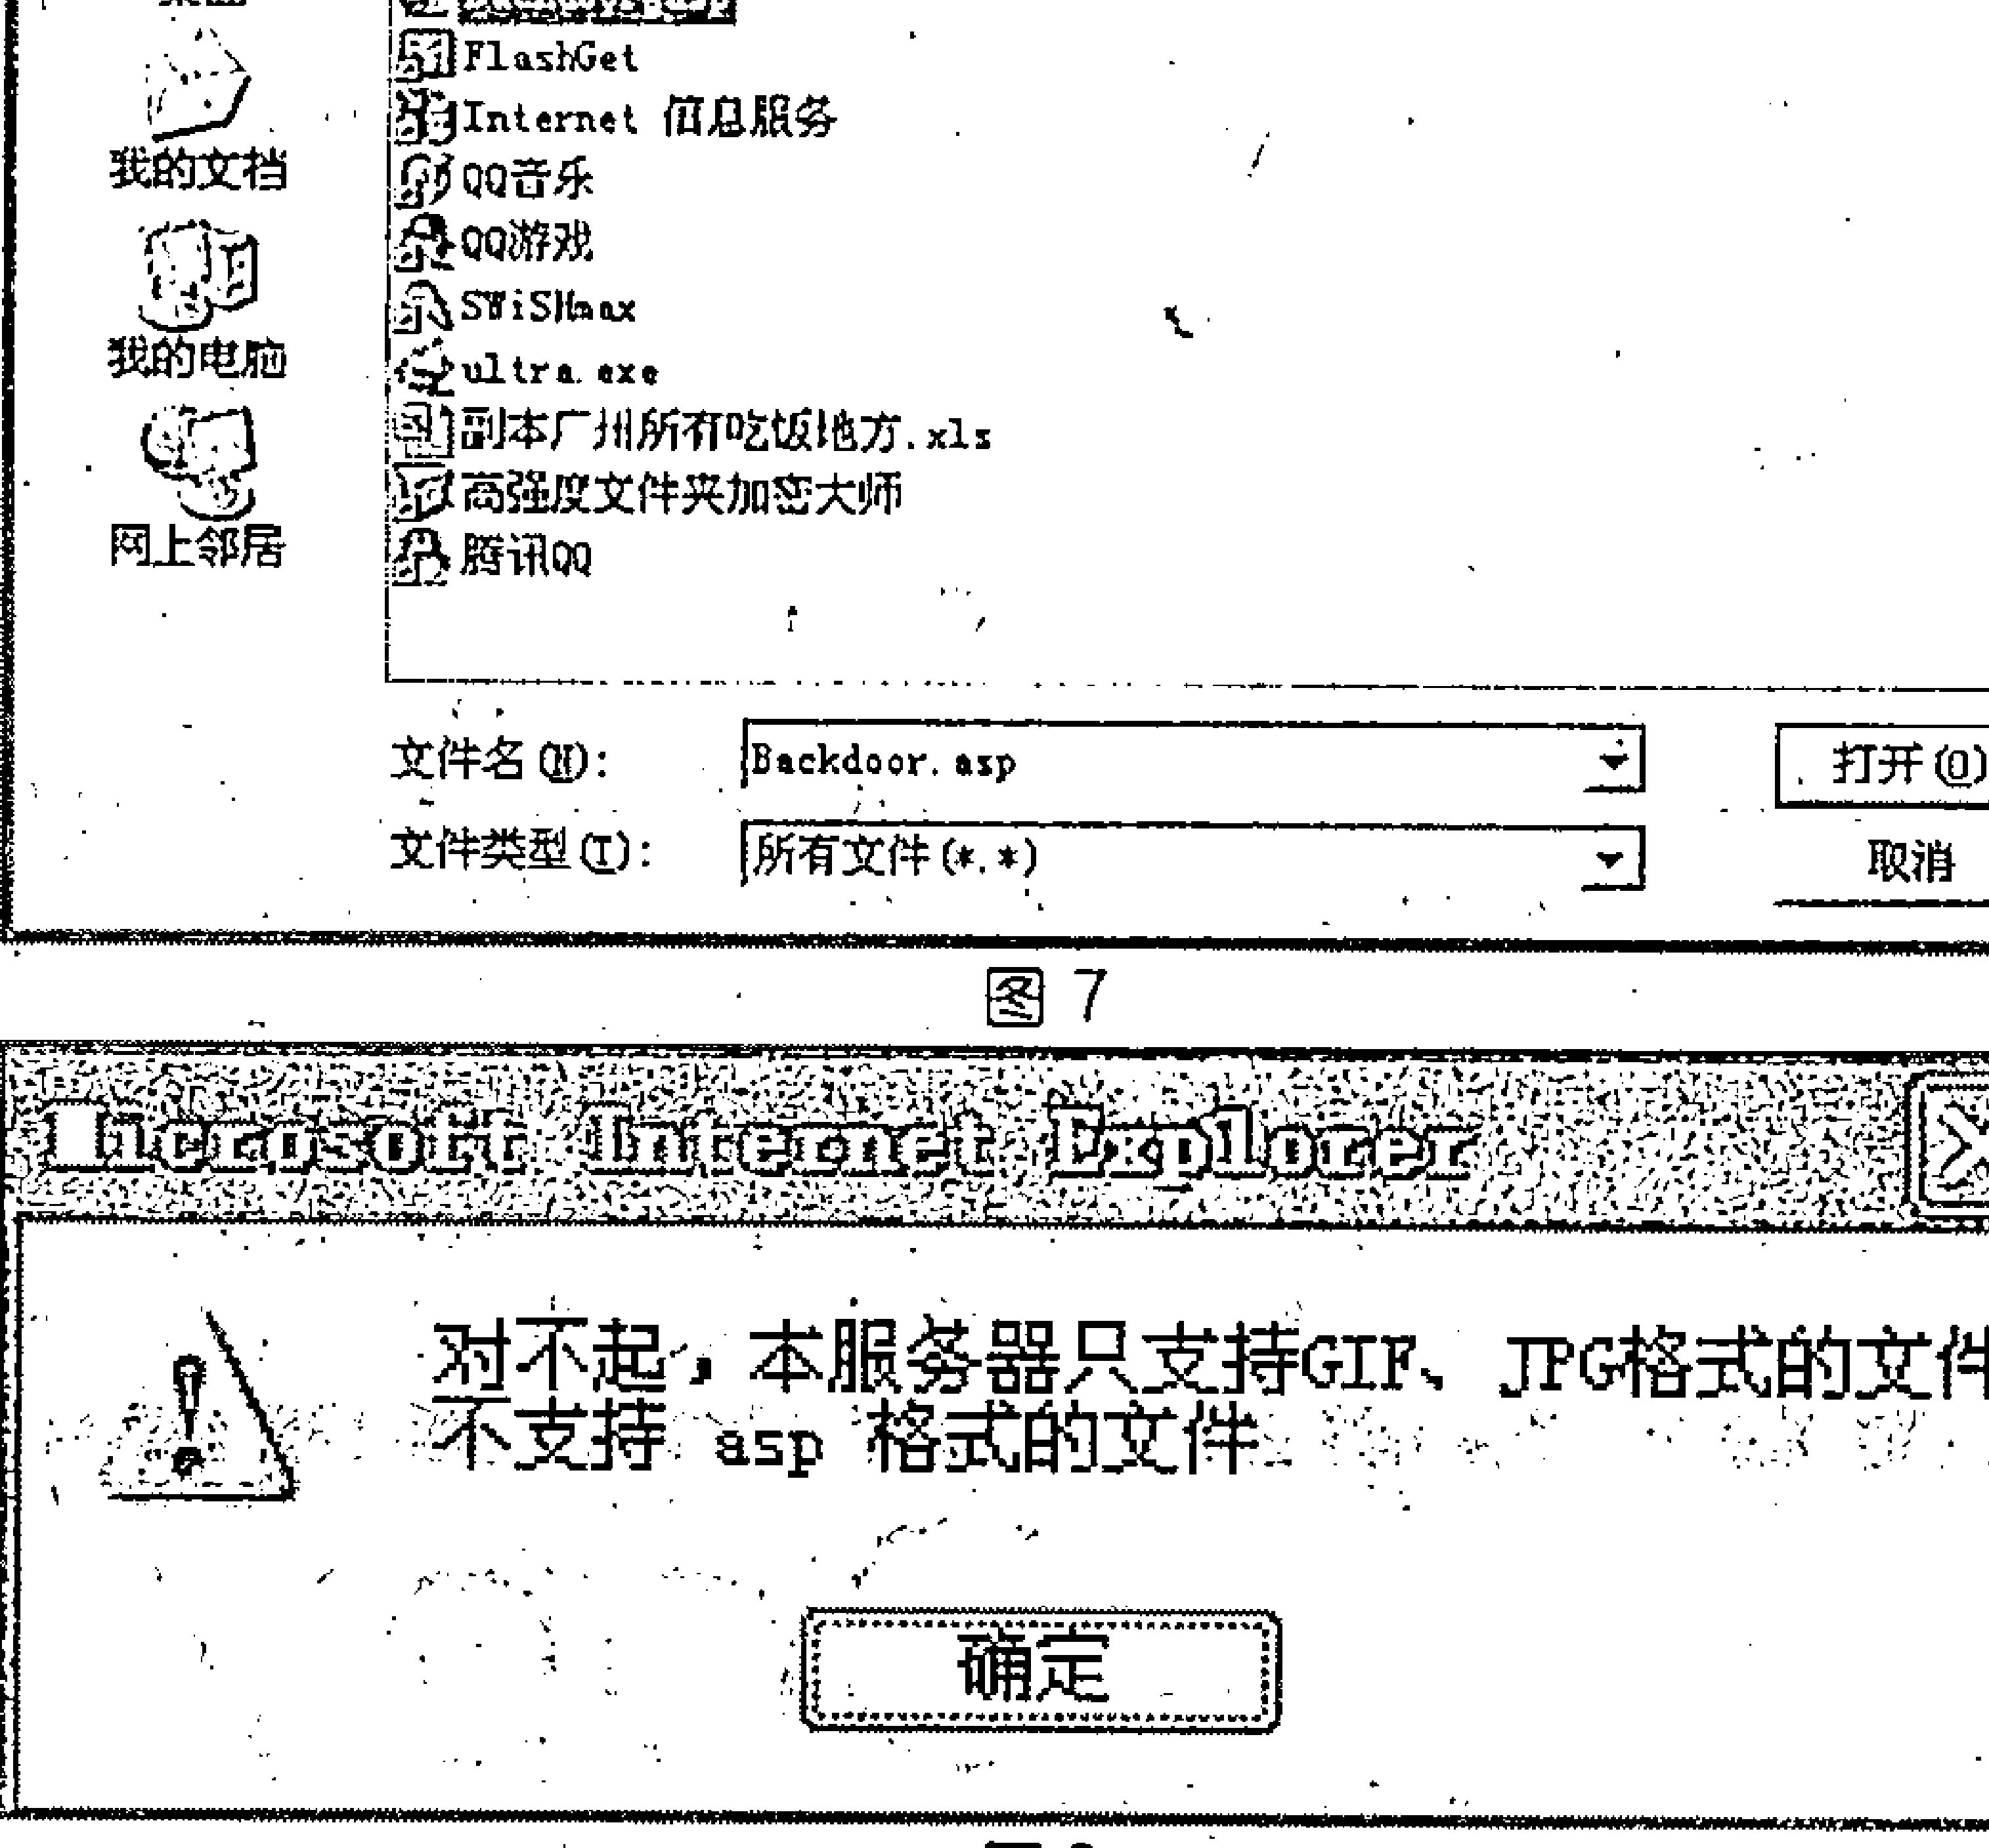 FlashGet
Internet 信息服务
我的文档
QQ音乐
QQ游戏
SWiSHmax
我的电脑
ultra.exe
副本广州所有吃饭地方.xls
高强度文件夹加密大师
网上邻居
腾讯QQ
文件名(N): Backdoor.asp 打开(O)
文件类型(T): 所有文件(*.*) 取消
图 7
Microsoft Internet Explorer
对不起，本服务器只支持GIF、JPG格式的文件
不支持 asp 格式的文件
确定